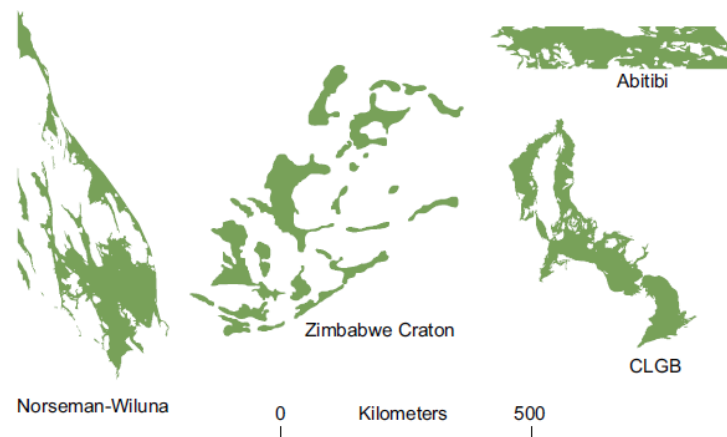 Abitibi
Zimbabwe Craton
CLGB
Norseman-Wiluna
0 Kilometers 500